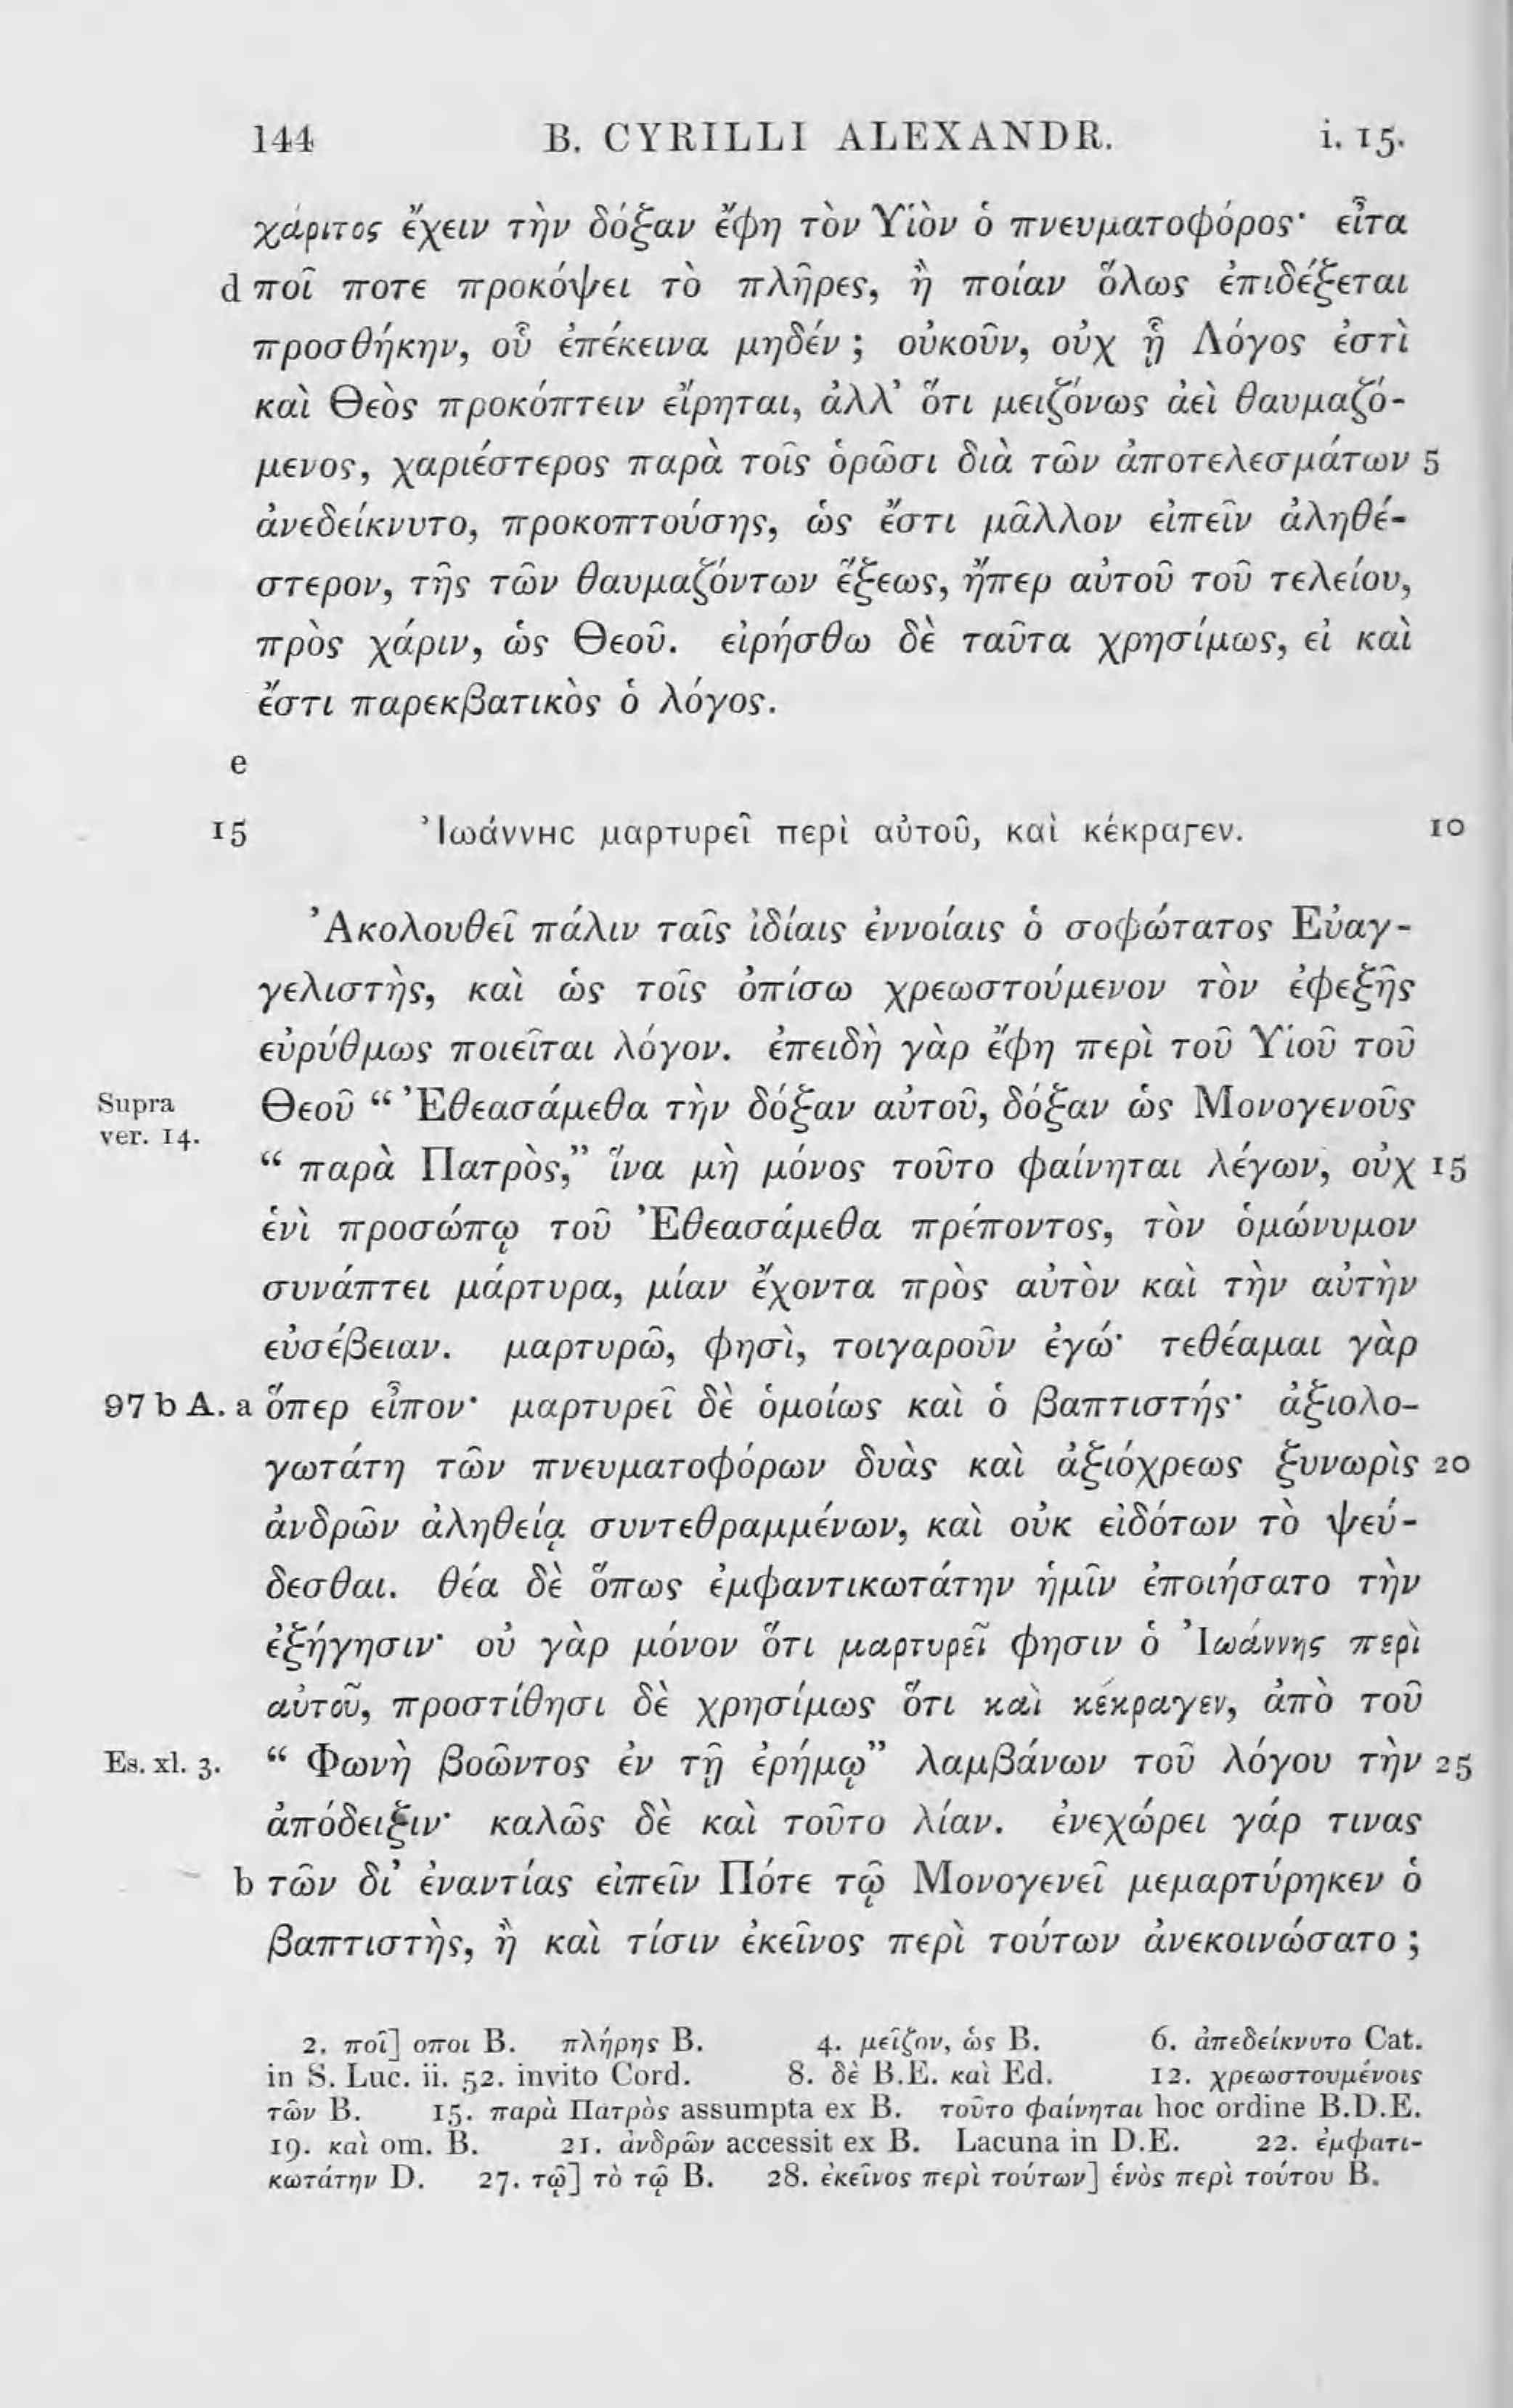 144 B. CYRILLI ALEXANDR. i. 15.
χάριτος ἔχειν τὴν δόξαν ἔφη τὸν Υἱὸν ὁ πνευματοφόρος· εἶτα
d ποῖ ποτε προκόψει τὸ πλῆρες, ἢ ποίαν ὅλως ἐπιδέξεται
προσθήκην, οὗ ἐπέκεινα μηδέν ; οὐκοῦν, οὐχ ᾗ Λόγος ἐστὶ
καὶ Θεὸς προκόπτειν εἴρηται, ἀλλ᾽ ὅτι μειζόνως ἀεὶ θαυμαζό-
μενος, χαριέστερος παρὰ τοῖς ὁρῶσι διὰ τῶν ἀποτελεσμάτων 5
ἀνεδείκνυτο, προκοπτούσης, ὡς ἔστι μᾶλλον εἰπεῖν ἀληθέ-
στερον, τῆς τῶν θαυμαζόντων ἕξεως, ἤπερ αὐτοῦ τοῦ τελείου,
πρὸς χάριν, ὡς Θεοῦ. εἰρήσθω δὲ ταῦτα χρησίμως, εἰ καὶ
ἔστι παρεκβατικὸς ὁ λόγος.
e
15 Ἰωάννης μαρτυρεῖ περὶ αὐτοῦ, καὶ κέκραγεν. 10
Ἀκολουθεῖ πάλιν ταῖς ἰδίαις ἐννοίαις ὁ σοφώτατος Εὐαγ-
γελιστὴς, καὶ ὡς τοῖς ὀπίσω χρεωστούμενον τὸν ἐφεξῆς
εὐρύθμως ποιεῖται λόγον. ἐπειδὴ γὰρ ἔφη περὶ τοῦ Υἱοῦ τοῦ
Supra ver. 14. Θεοῦ “ Ἐθεασάμεθα τὴν δόξαν αὐτοῦ, δόξαν ὡς Μονογενοῦς
“ παρὰ Πατρὸς,” ἵνα μὴ μόνος τοῦτο φαίνηται λέγων, οὐχ 15
ἑνὶ προσώπῳ τοῦ Ἐθεασάμεθα πρέποντος, τὸν ὁμώνυμον
συνάπτει μάρτυρα, μίαν ἔχοντα πρὸς αὐτὸν καὶ τὴν αὐτὴν
εὐσέβειαν. μαρτυρῶ, φησὶ, τοιγαροῦν ἐγώ· τεθέαμαι γὰρ
97 b A. a ὅπερ εἶπον· μαρτυρεῖ δὲ ὁμοίως καὶ ὁ βαπτιστής· ἀξιολο-
γωτάτη τῶν πνευματοφόρων δυὰς καὶ ἀξιόχρεως ξυνωρὶς 20
ἀνδρῶν ἀληθείᾳ συντεθραμμένων, καὶ οὐκ εἰδότων τὸ ψεύ-
δεσθαι. θέα δὲ ὅπως ἐμφαντικωτάτην ἡμῖν ἐποιήσατο τὴν
ἐξήγησιν· οὐ γὰρ μόνον ὅτι μαρτυρεῖ φησιν ὁ Ἰωάννης περὶ
αὐτοῦ, προστίθησι δὲ χρησίμως ὅτι καὶ κέκραγεν, ἀπὸ τοῦ
Es. xl. 3. “ Φωνὴ βοῶντος ἐν τῇ ἐρήμῳ” λαμβάνων τοῦ λόγου τὴν 25
ἀπόδειξιν· καλῶς δὲ καὶ τοῦτο λίαν. ἐνεχώρει γάρ τινας
b τῶν δι᾽ ἐναντίας εἰπεῖν Πότε τῷ Μονογενεῖ μεμαρτύρηκεν ὁ
βαπτιστὴς, ἢ καὶ τίσιν ἐκεῖνος περὶ τούτων ἀνεκοινώσατο ;
2. ποῖ] οποι B. πλήρης B. 4. μεῖζον, ὡς B. 6. ἀπεδείκνυτο Cat.
in S. Luc. ii. 52. invito Cord. 8. δὲ B.E. καὶ Ed. 12. χρεωστουμένοις
τῶν B. 15. παρὰ Πατρὸς assumpta ex B. τοῦτο φαίνηται hoc ordine B.D.E.
19. καὶ om. B. 21. ἀνδρῶν accessit ex B. Lacuna in D.E. 22. ἐμφατι-
κωτάτην D. 27. τῷ] τὸ τῷ B. 28. ἐκεῖνος περὶ τούτων] ἑνὸς περὶ τούτου B.